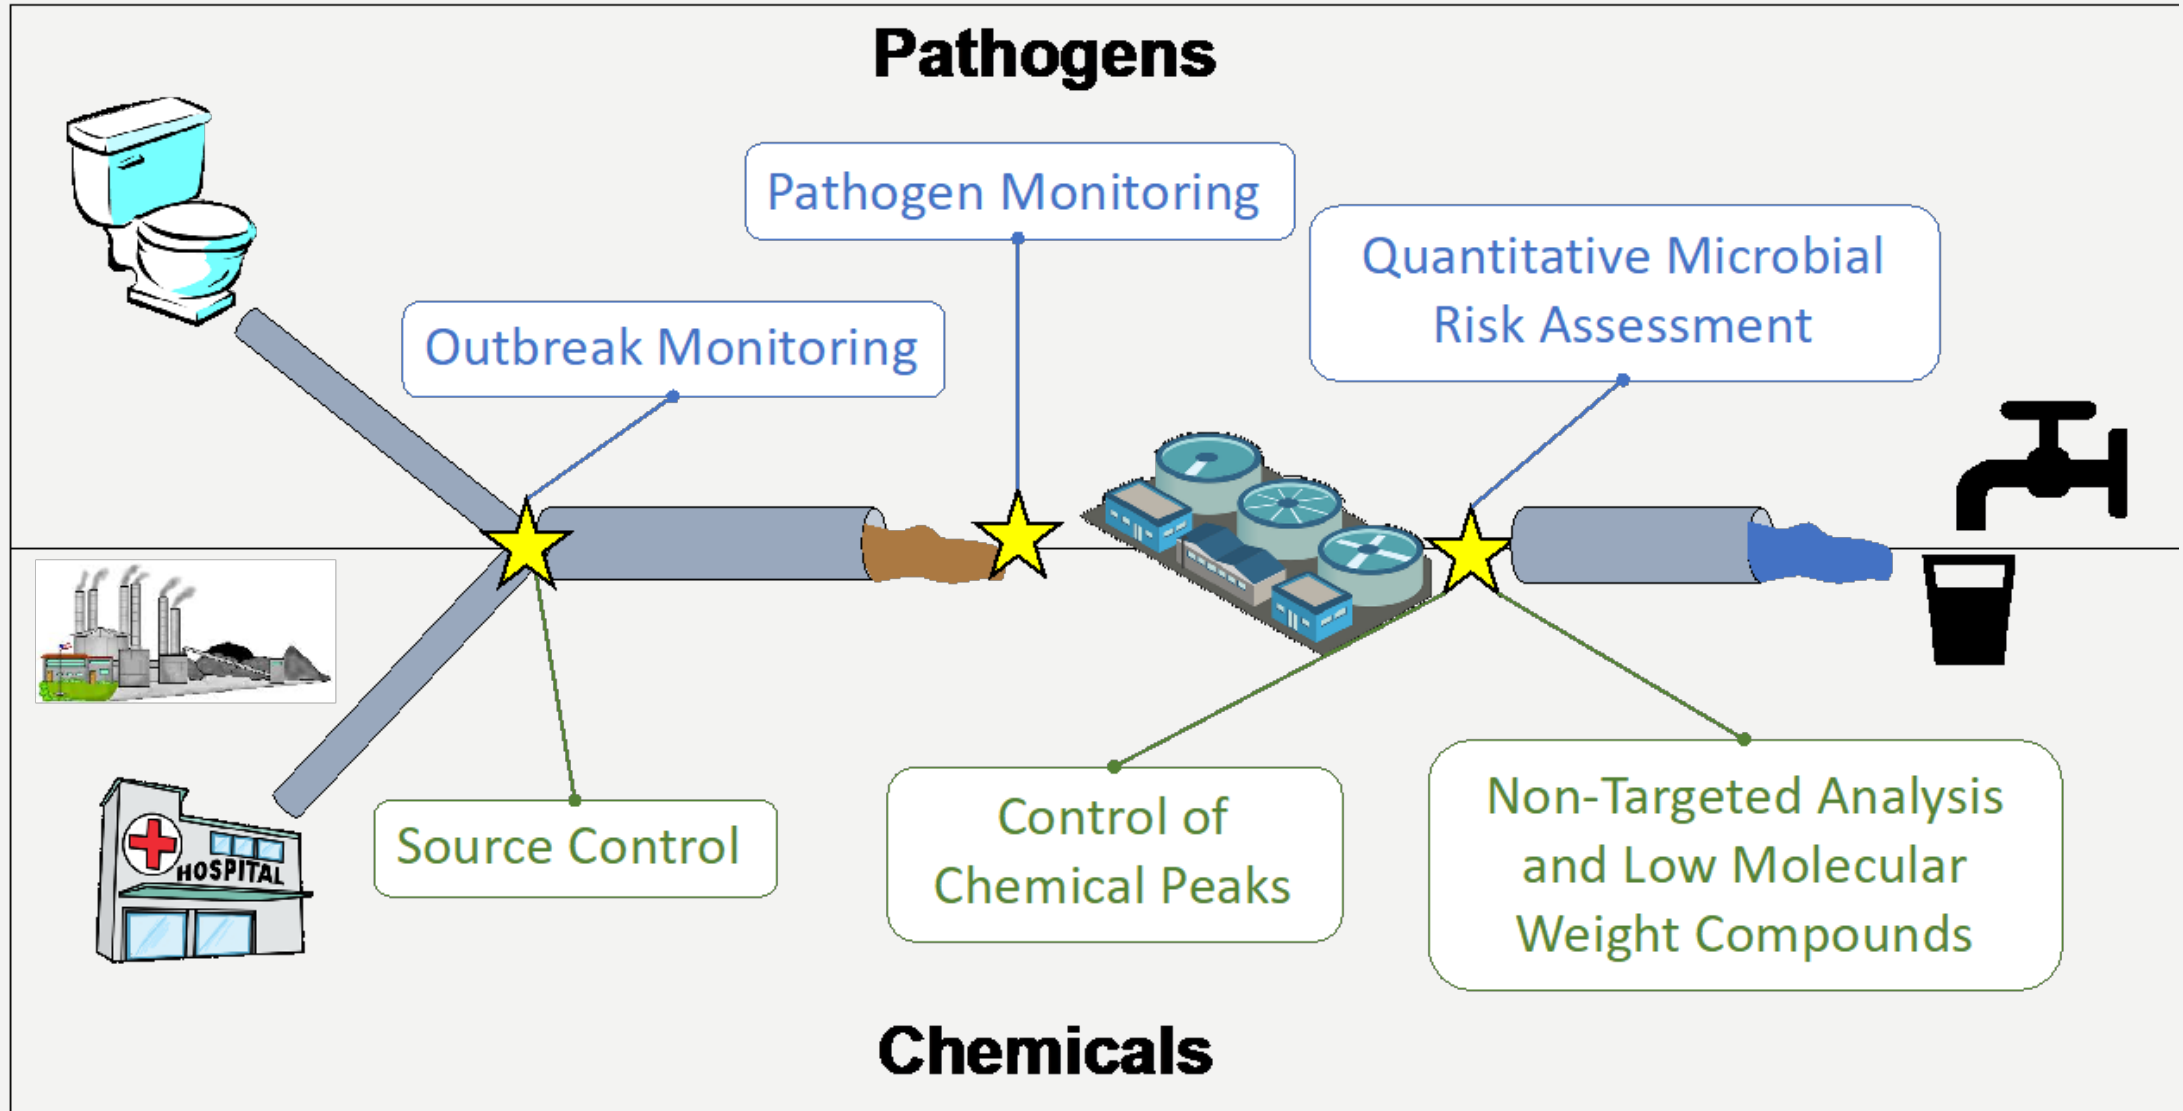 Pathogens
Pathogen Monitoring
Quantitative Microbial
Risk Assessment
Outbreak Monitoring
HOSPITAL
Source Control
Control of
Chemical Peaks
Non-Targeted Analysis
and Low Molecular
Weight Compounds
Chemicals